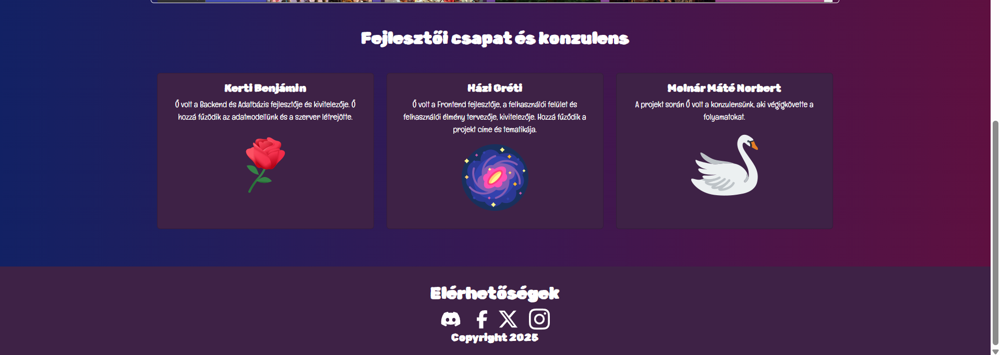 Fejlesztői csapat és konzulens
Kerti Benjámin
Ő volt a Backend és Adatbázis fejlesztője és kivitelezője. Ő
hozzá fűződik az adatmodellünk és a szerver létrejötte.
Házi Gréti
Ő volt a Frontend fejlesztője, a felhasználói felület és
felhasználói élmény tervezője, kivitelezője. Hozzá fűződik a
projekt címe és tematikája.
Molnár Máté Norbert
A projekt során Ő volt a konzulensünk, aki végigkövette a
folyamatokat.
Elérhetőségek
Copyright 2025